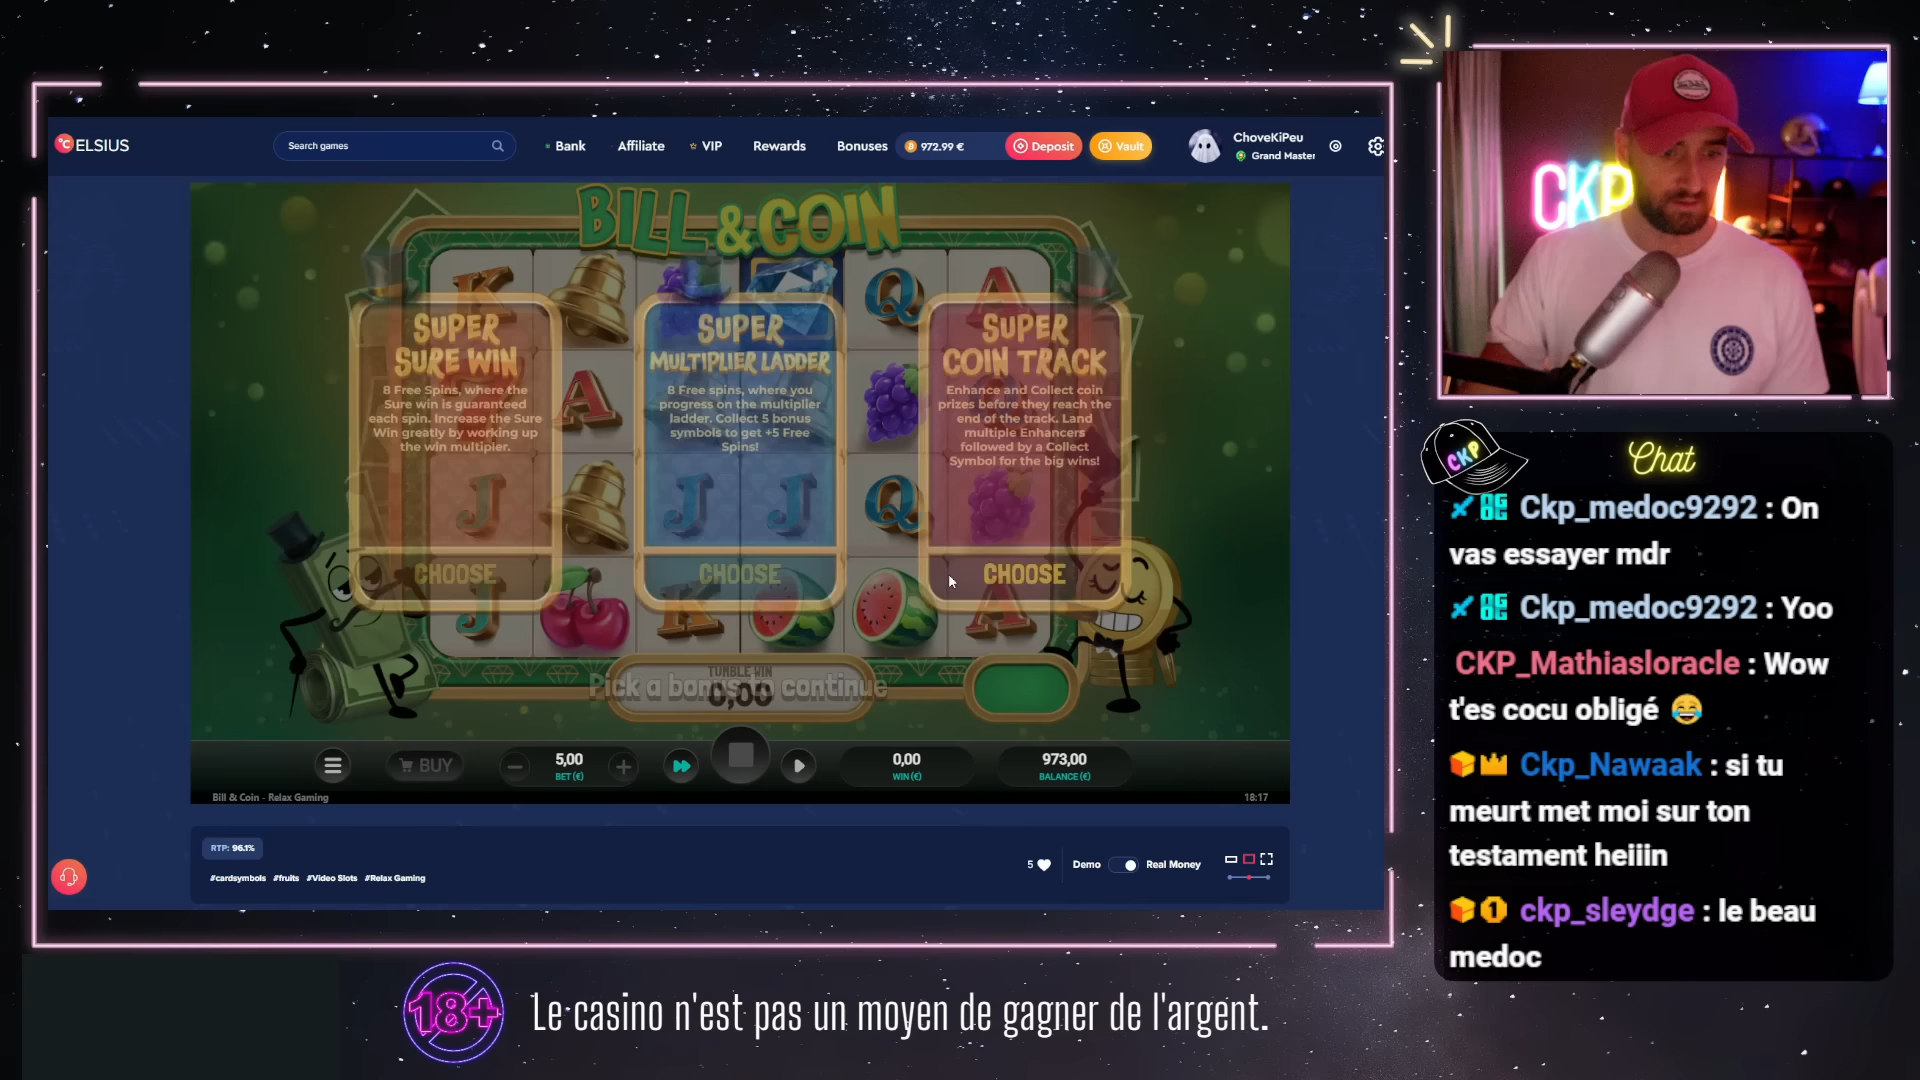 °C ELSIUS
Search games
Bank
Affiliate
VIP
Rewards
Bonuses
972.99 €
Deposit
Vault
ChoveKiPeu
Grand Master
BILL & COIN
SUPER
SURE WIN
8 Free Spins, where the
Sure win is guaranteed
each spin. Increase the Sure
Win greatly by working up
the win multiplier.
CHOOSE
SUPER
MULTIPLIER LADDER
8 Free spins, where you
progress on the multiplier
ladder. Collect 5 bonus
symbols to get +5 Free
Spins!
CHOOSE
SUPER
COIN TRACK
Enhance and Collect coin
prizes before they reach the
end of the track. Land
multiple Enhancers
followed by a Collect
Symbol for the big wins!
CHOOSE
K Q A
A
J J J Q
J K A
TUMBLE WIN
0,00
Pick a bonus to continue
BUY
5,00
BET (€)
0,00
WIN (€)
973,00
BALANCE (€)
Bill & Coin - Relax Gaming
18:17
RTP: 96.1%
#cardsymbols #fruits #Video Slots #Relax Gaming
5
Demo
Real Money
18+
Le casino n'est pas un moyen de gagner de l'argent.
CKP
CKP
Chat
Ckp_medoc9292 : On
vas essayer mdr
Ckp_medoc9292 : Yoo
CKP_Mathiasloracle : Wow
t'es cocu obligé 😂
Ckp_Nawaak : si tu
meurt met moi sur ton
testament heiiin
1 ckp_sleydge : le beau
medoc